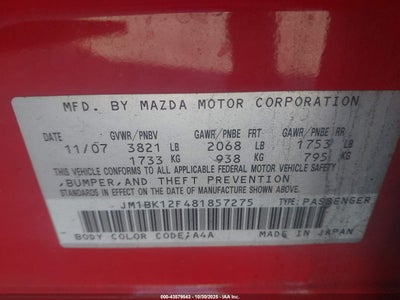 MFD. BY MAZDA MOTOR CORPORATION
DATE GVWR/PNBV GAWR/PNBE FRT GAWR/PNBE RR
11/07 3821 LB 2068 LB 1753 LB
1733 KG 938 KG 795 KG
THIS VEHICLE CONFORMS TO ALL APPLICABLE FEDERAL MOTOR VEHICLE SAFETY
,BUMPER,AND THEFT PREVENTION
STANDARDS IN EFFECT ON THE DATE OF MANUFACTURE SHOWN ABOVE.
JM1BK12F481857275 TYPE:PASSENGER
BODY COLOR CODE;A4A MADE IN JAPAN
ID: 000-43879543 - 10/30/2025 - IAA, LLC